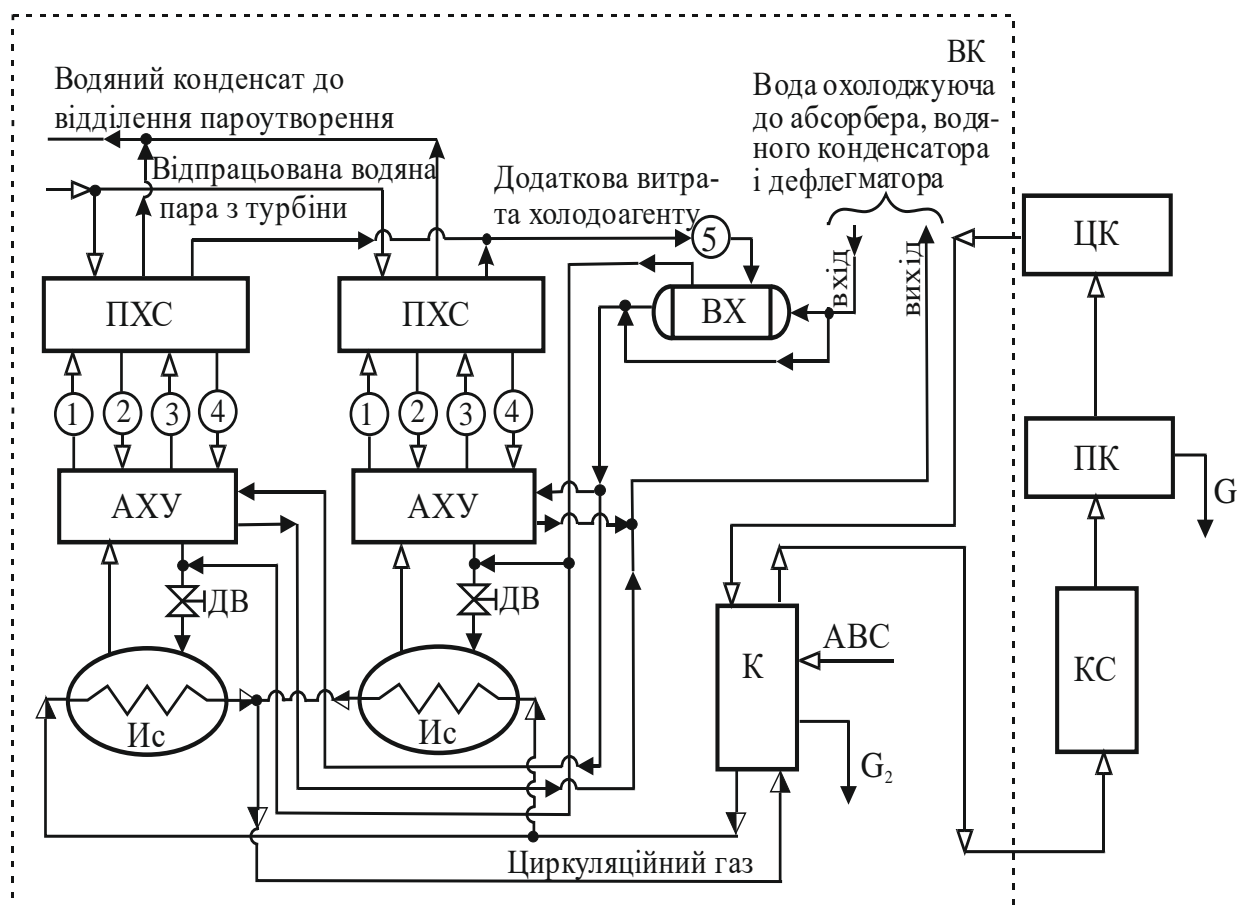 ВК
Водяний конденсат до
відділення пароутворення
Вода охолоджуюча
до абсорбера, водя-
ного конденсатора
і дефлегматора
Відпрацьована водяна
пара з турбіни
Додаткова витра-
та холодоагенту
5
вхід
вихід
ЦК
ПХС
ПХС
ВХ
1
2
3
4
1
2
3
4
ПК
G
АХУ
АХУ
ДВ
ДВ
К
АВС
КС
Ис
Ис
G2
Циркуляційний газ